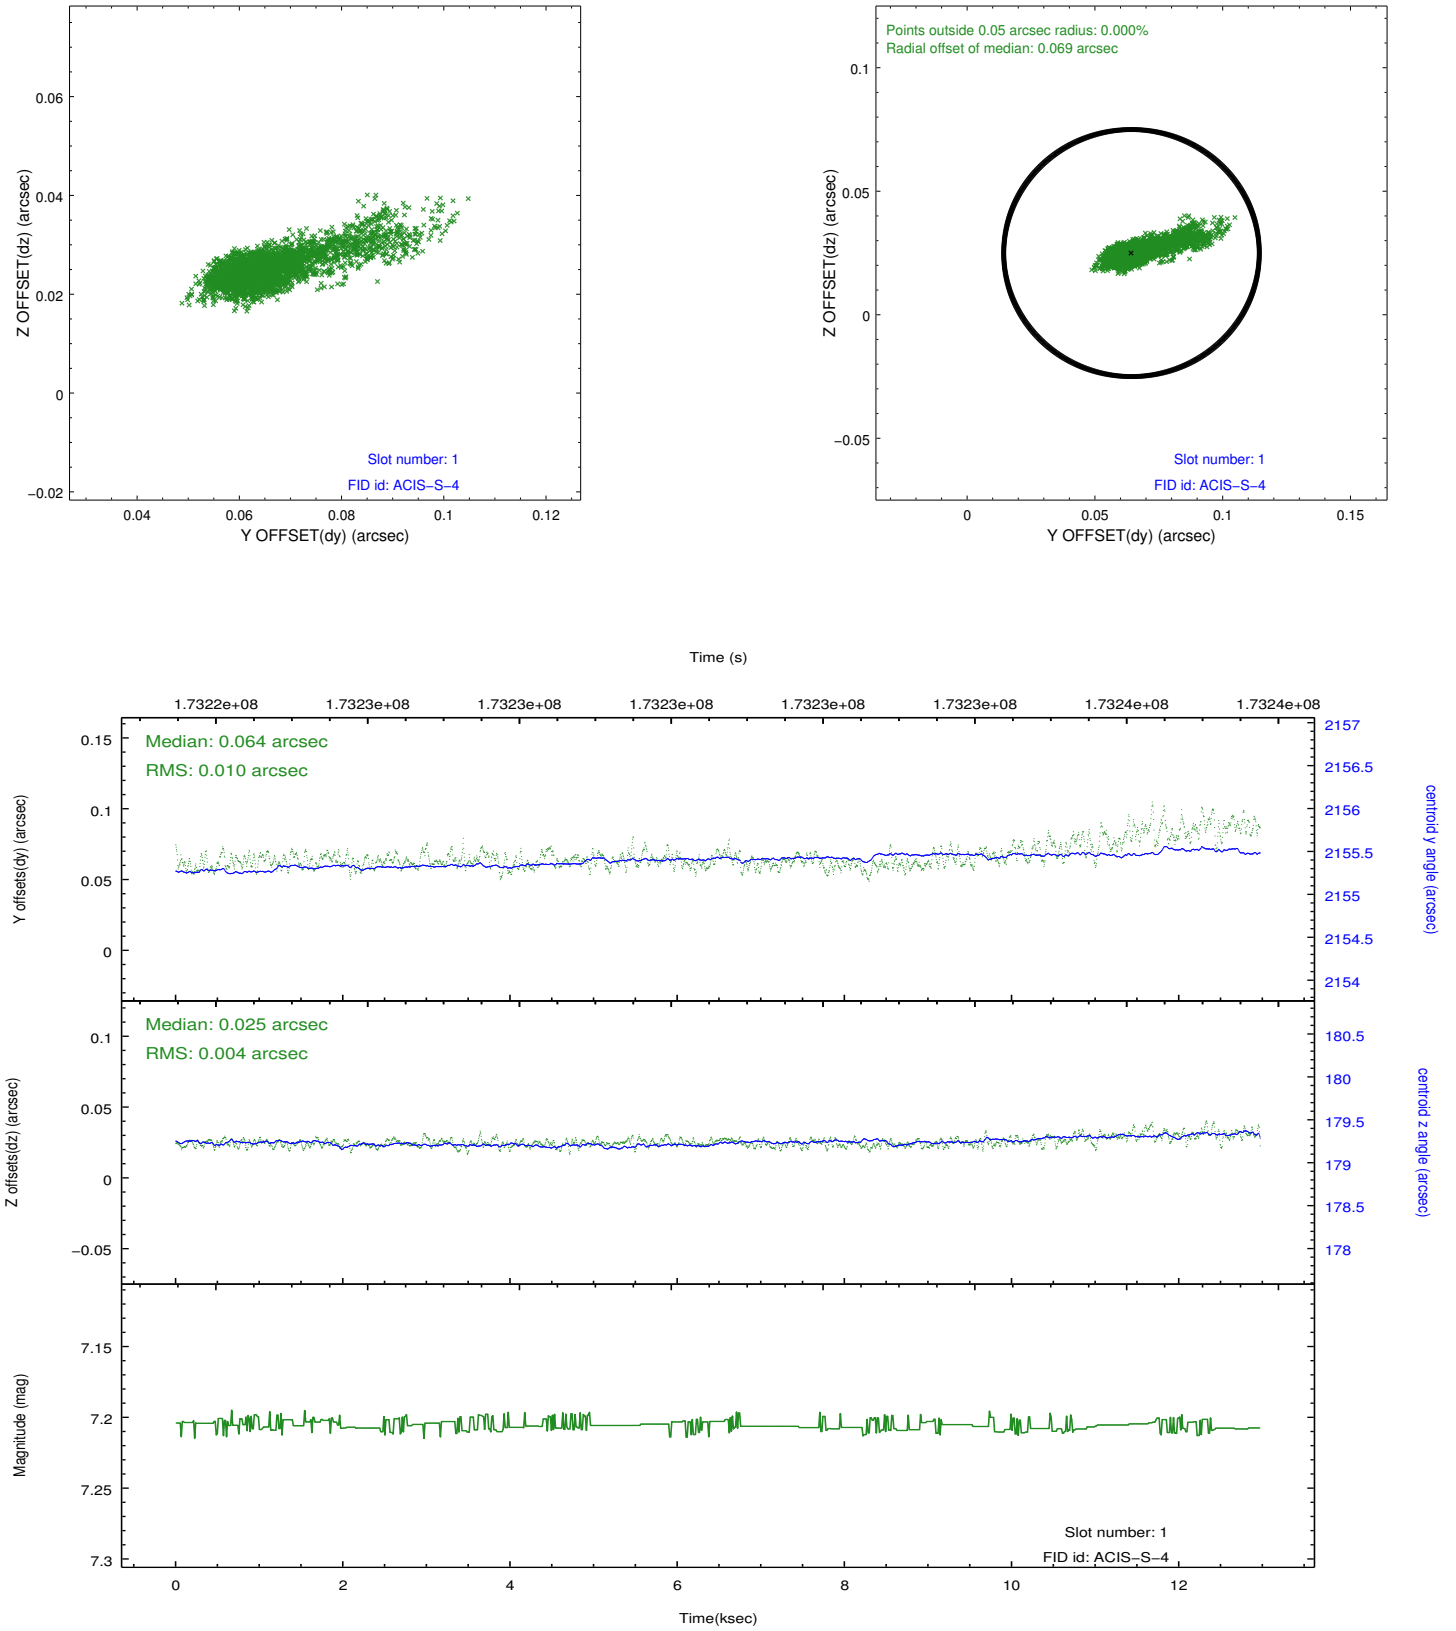 0.06
0.04
0.02
0
−0.02
0.04
0.06
0.08
0.1
0.12
Z OFFSET(dz) (arcsec)
Y OFFSET(dy) (arcsec)
Slot number: 1
FID id: ACIS−S−4
Points outside 0.05 arcsec radius: 0.000%
Radial offset of median: 0.069 arcsec
0.1
0.05
0
−0.05
0
0.05
0.1
0.15
Z OFFSET(dz) (arcsec)
Y OFFSET(dy) (arcsec)
Slot number: 1
FID id: ACIS−S−4
Time (s)
1.7322e+08 1.7323e+08 1.7323e+08 1.7323e+08 1.7323e+08 1.7323e+08 1.7324e+08 1.7324e+08
Median: 0.064 arcsec
RMS: 0.010 arcsec
0.15
0.1
0.05
0
Y offsets(dy) (arcsec)
2157
2156.5
2156
2155.5
2155
2154.5
2154
centroid y angle (arcsec)
Median: 0.025 arcsec
RMS: 0.004 arcsec
0.1
0.05
0
−0.05
Z offsets(dz) (arcsec)
180.5
180
179.5
179
178.5
178
centroid z angle (arcsec)
7.15
7.2
7.25
7.3
Magnitude (mag)
Slot number: 1
FID id: ACIS−S−4
0 2 4 6 8 10 12
Time(ksec)